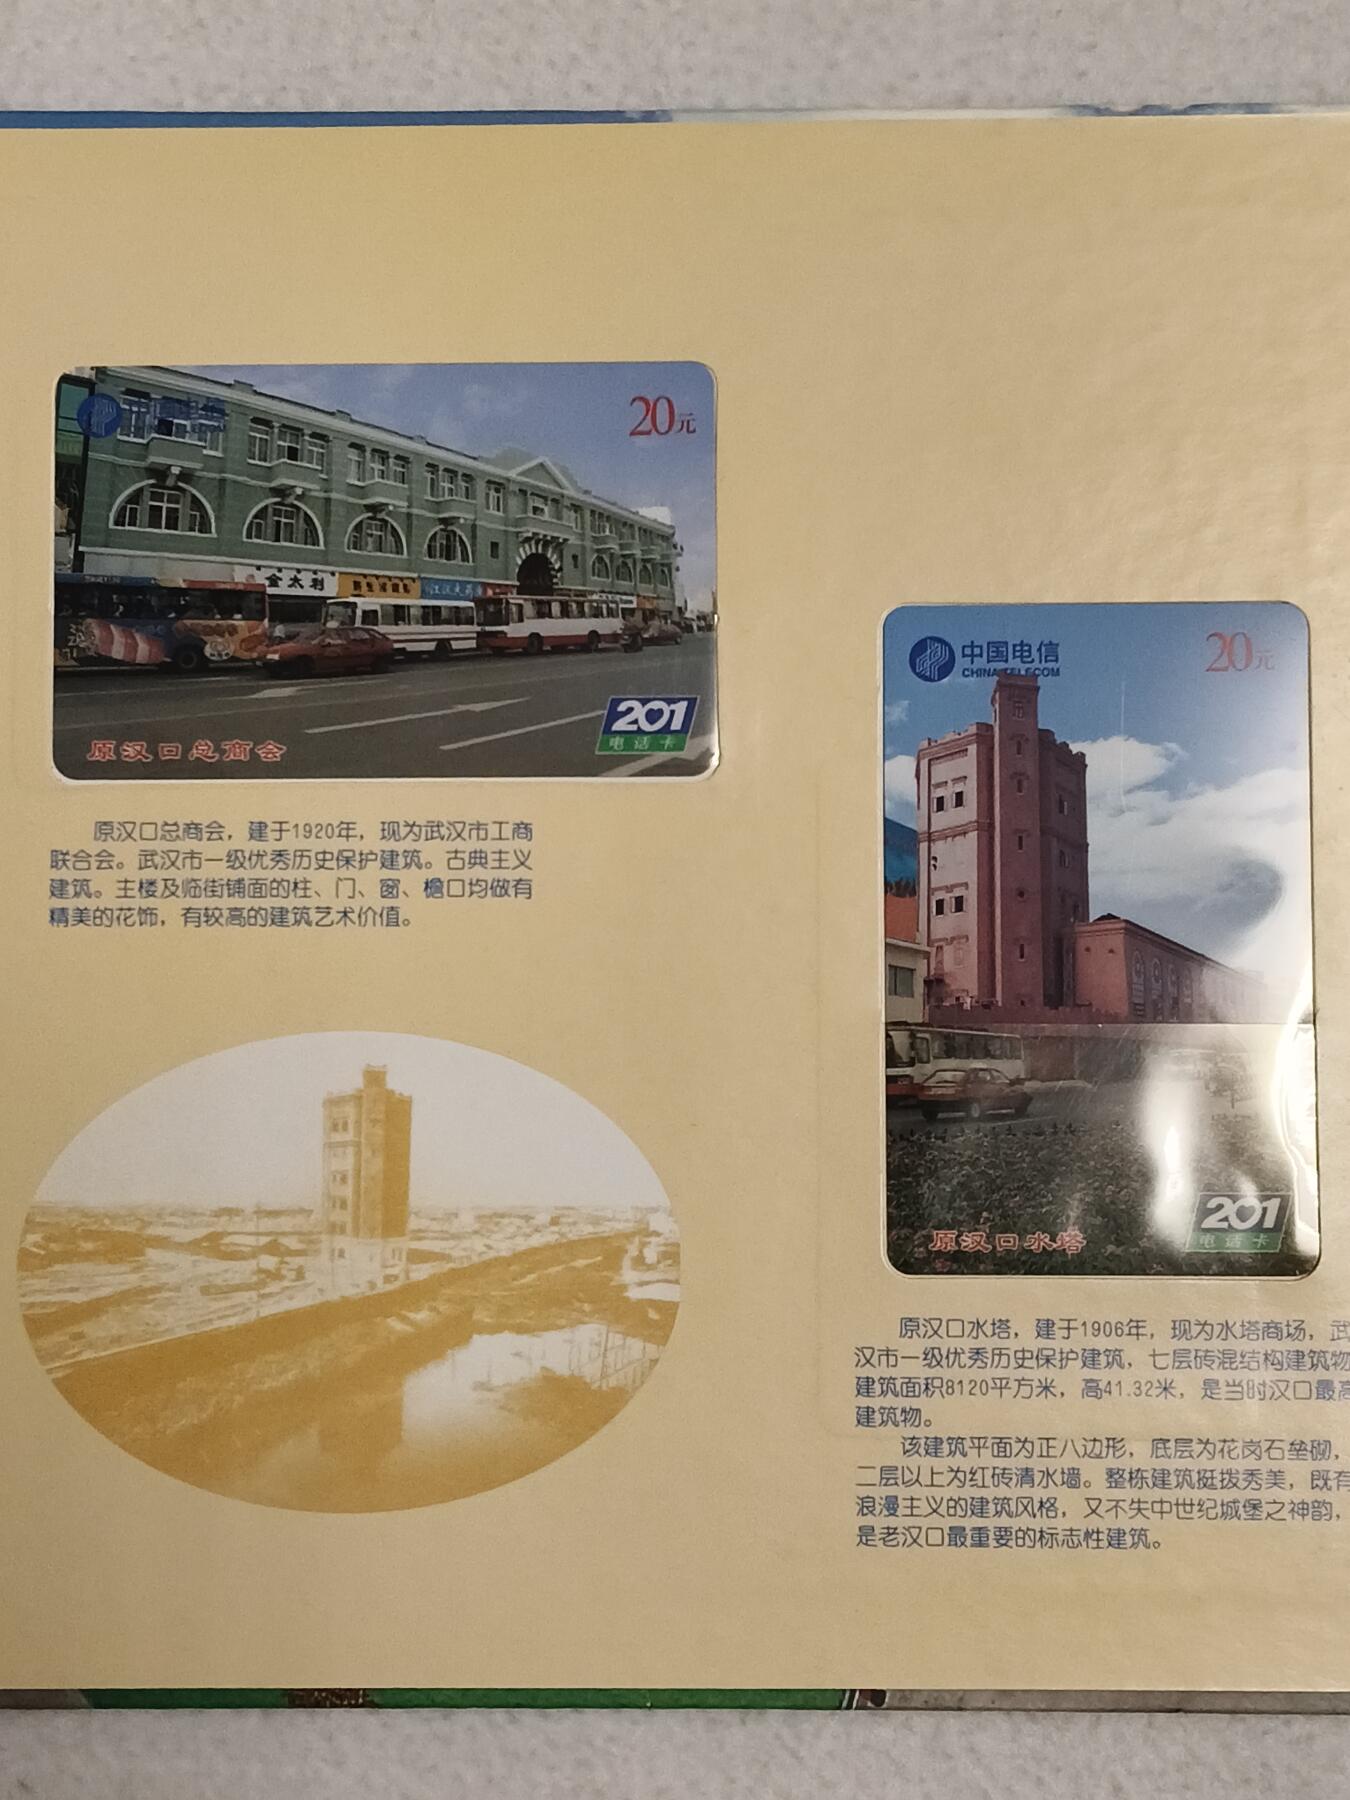 中国电信
CHINA TELECOM
20元
金太利
201
电话卡
原汉口总商会
原汉口总商会，建于1920年，现为武汉市工商
联合会。武汉市一级优秀历史保护建筑。古典主义
建筑。主楼及临街铺面的柱、门、窗、檐口均做有
精美的花饰，有较高的建筑艺术价值。
中国电信
CHINA TELECOM
20元
201
电话卡
原汉口水塔
原汉口水塔，建于1906年，现为水塔商场，武
汉市一级优秀历史保护建筑，七层砖混结构建筑物
建筑面积8120平方米，高41.32米，是当时汉口最高
建筑物。
该建筑平面为正八边形，底层为花岗石垒砌，
二层以上为红砖清水墙。整栋建筑挺拨秀美，既有
浪漫主义的建筑风格，又不失中世纪城堡之神韵，
是老汉口最重要的标志性建筑。